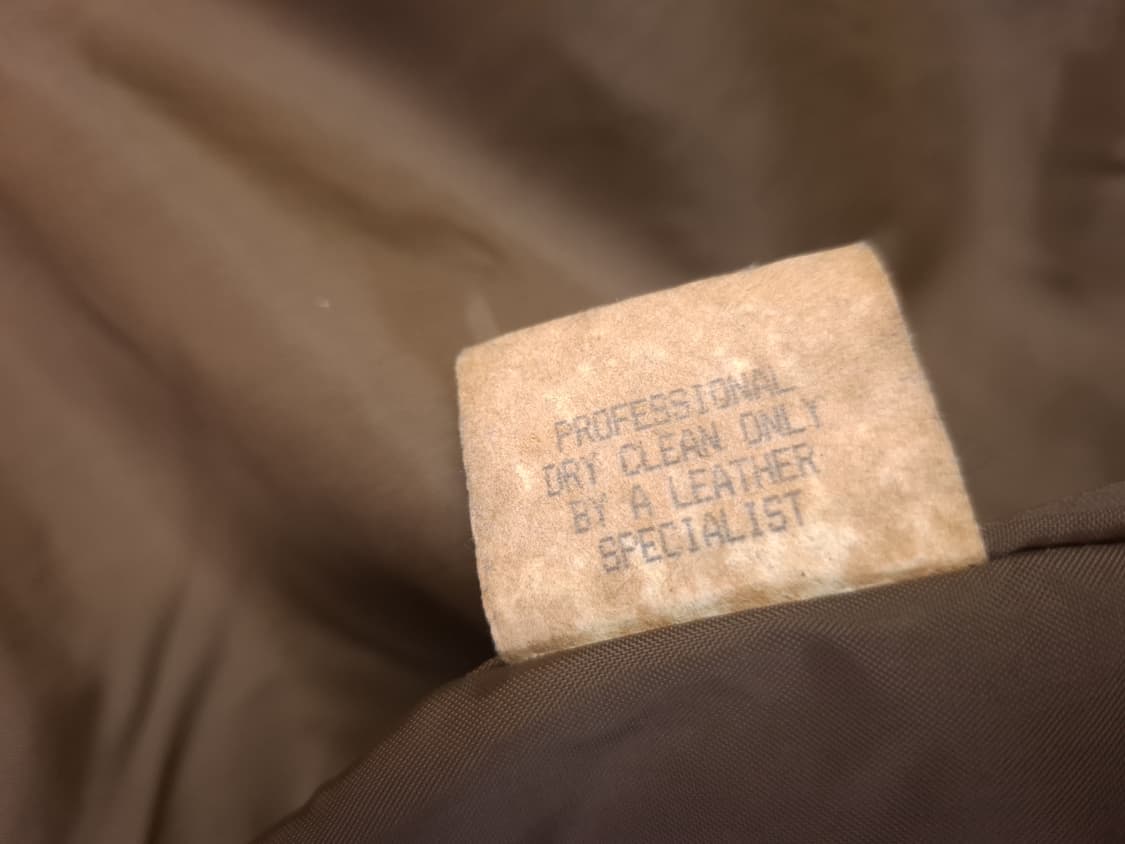 PROFESSIONAL
DRY CLEAN ONLY
BY A LEATHER
SPECIALIST